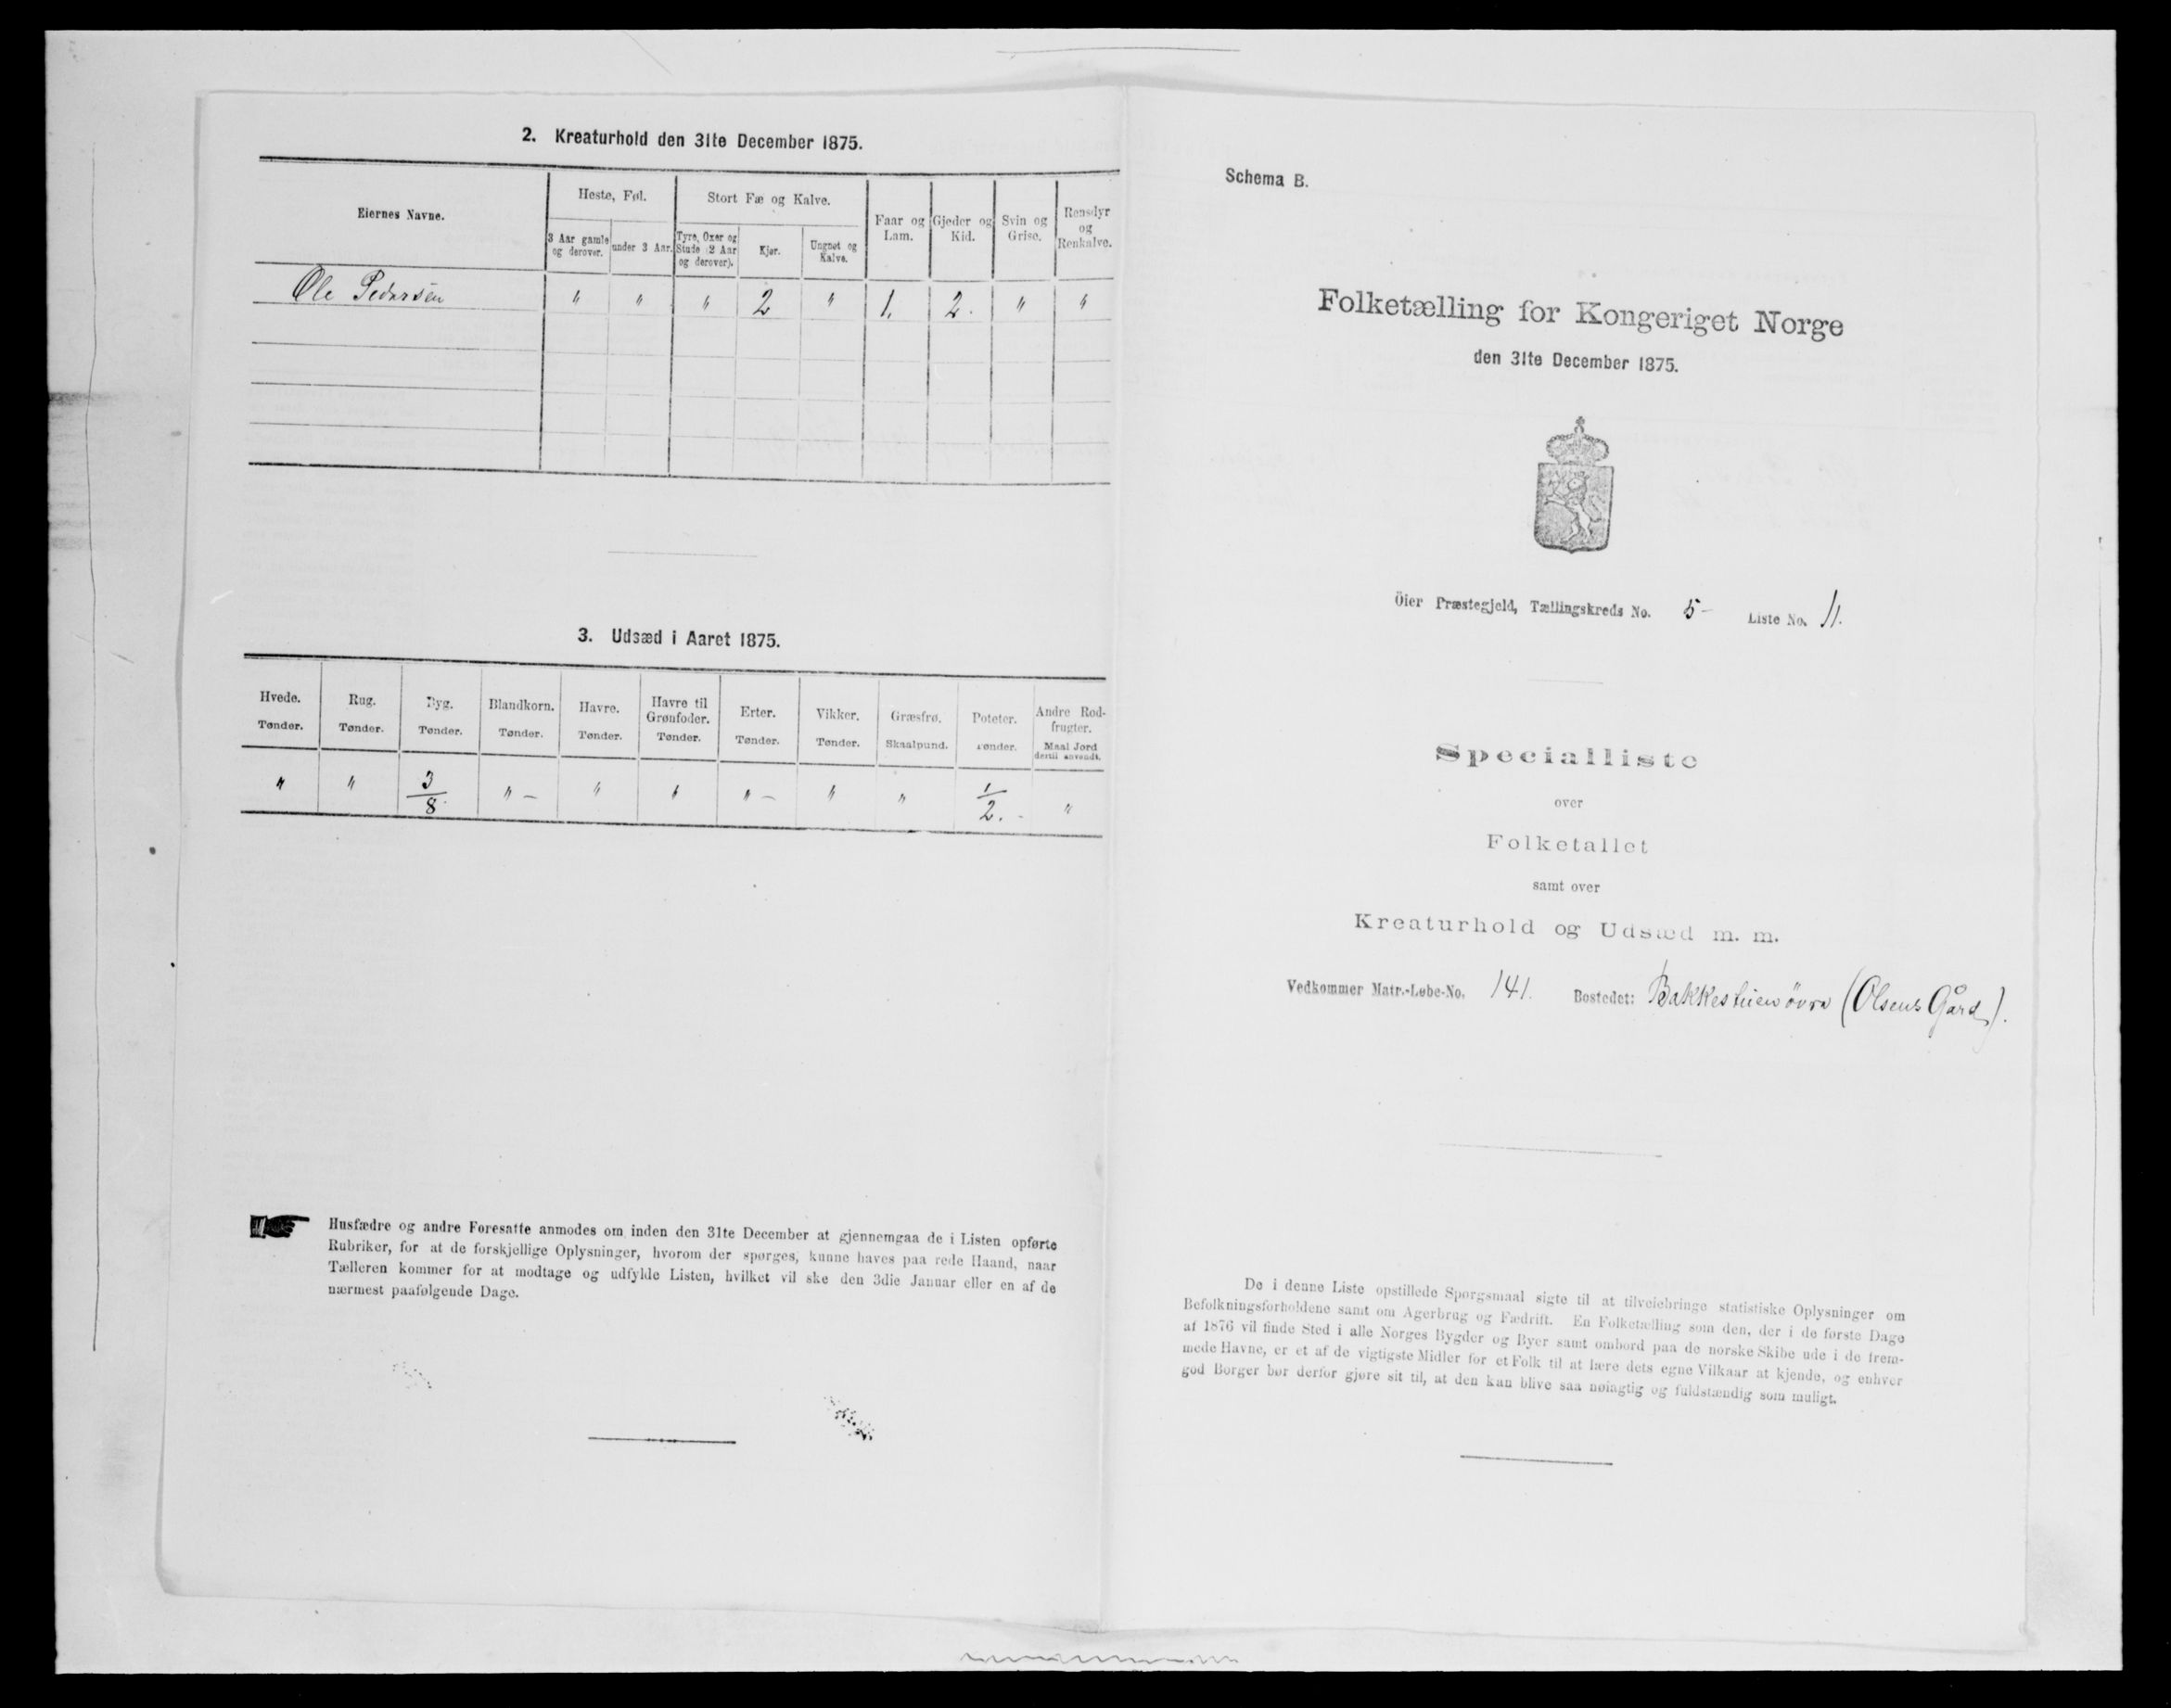 2. Kreaturhold den 31te December 1875.
Eiernes Navne.
Heste, Føl.
Stort Fæ og Kalve.
Faar og Lam.
Gjeder og Kid.
Svin og Grise.
Rensdyr og Renkalve.
3 Aar gamle og derover.
under 3 Aar.
Tyre, Oxer og Stude (2 Aar og derover).
Kjør.
Ungnøt og Kalve.
Ole Pedersen " " " 2 " 1. 2. " "
3. Udsæd i Aaret 1875.
Hvede. Rug. Byg. Blandkorn. Havre. Havre til Grønfoder. Erter. Vikker. Græsfrø. Poteter. Andre Rodfrugter.
Tønder. Tønder. Tønder. Tønder. Tønder. Tønder. Tønder. Tønder. Skaalpund. Tønder. Maal Jord dertil anvendt.
" " 3/8 " – " " " – " " 1/2. - "
Husfædre og andre Foresatte anmodes om inden den 31te December at gjennemgaa de i Listen opførte
Rubriker, for at de forskjellige Oplysninger, hvorom der spørges, kunne haves paa rede Haand, naar
Tælleren kommer for at modtage og udfylde Listen, hvilket vil ske den 3die Januar eller en af de
nærmest paafølgende Dage.
Schema B.
Folketælling for Kongeriget Norge
den 31te December 1875.
Öier Præstegjeld, Tællingskreds No. 5- Liste No. 11.
Specialliste
over
Folketallet
samt over
Kreaturhold og Udsæd m. m.
Vedkommer Matr.-Løbe-No. 141. Bostedet: Bakkestuen övre (Olsens Gård).
De i denne Liste opstillede Spørgsmaal sigte til at tilveiebringe statistiske Oplysninger om
Befolkningsforholdene samt om Agerbrug og Fædrift. En Folketælling som den, der i de første Dage
af 1876 vil finde Sted i alle Norges Bygder og Byer samt ombord paa de norske Skibe ude i de frem-
mede Havne, er et af de vigtigste Midler for et Folk til at lære dets egne Vilkaar at kjende, og enhver
god Borger bør derfor gjøre sit til, at den kan blive saa nøiagtig og fuldstændig som muligt.